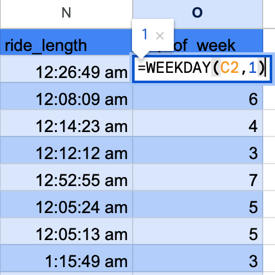 N O
ride_length of_week
1 ×
12:26:49 am =WEEKDAY(C2,1)
12:08:09 am 6
12:14:23 am 4
12:12:12 am 3
12:52:55 am 7
12:05:24 am 5
12:05:13 am 5
1:15:49 am 3